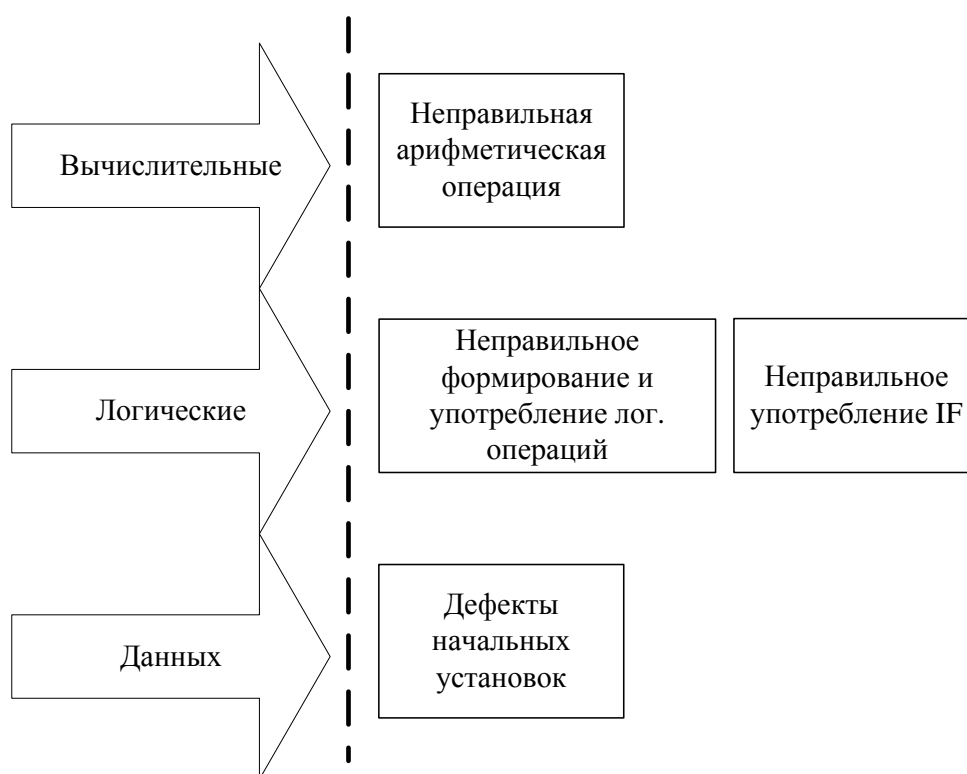 Вычислительные
Неправильная
арифметическая
операция
Логические
Неправильное
формирование и
употребление лог.
операций
Неправильное
употребление IF
Данных
Дефекты
начальных
установок